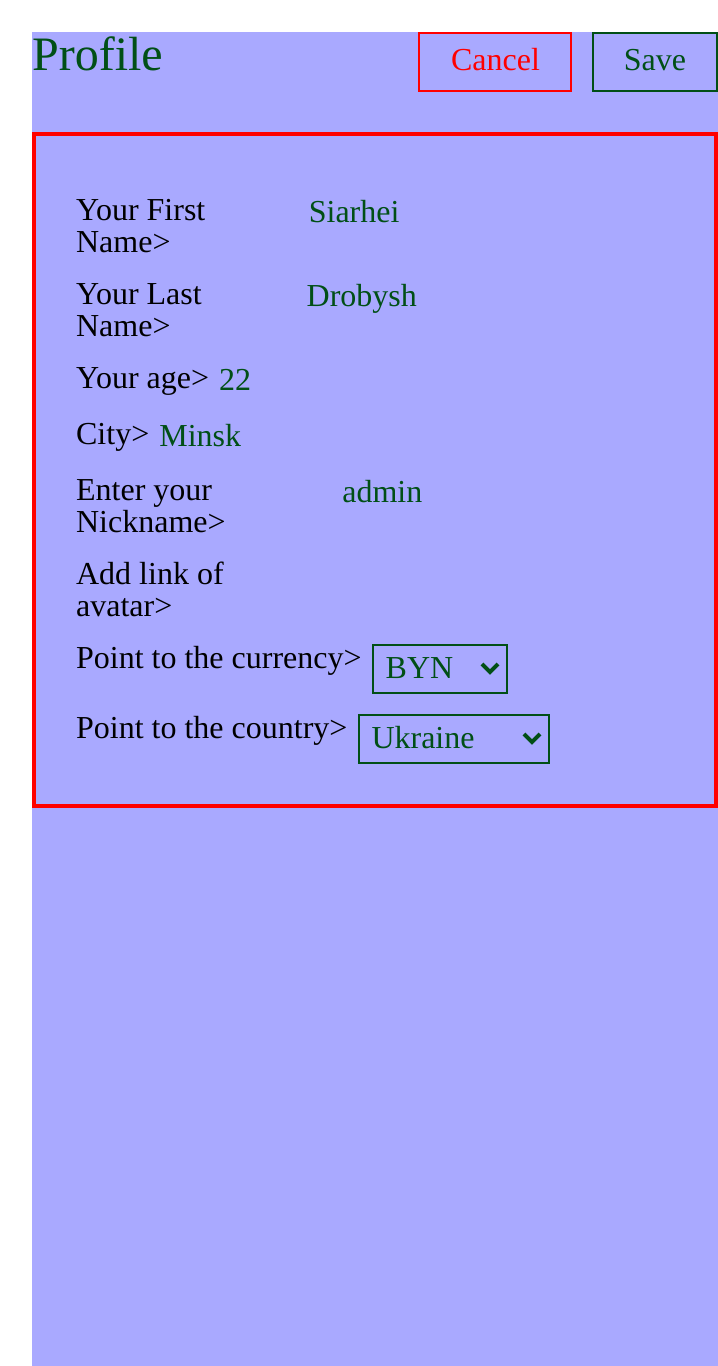 Profile
Cancel
Save
Your First
Name>
Siarhei
Your Last
Name>
Drobysh
Your age> 22
City> Minsk
Enter your
Nickname>
admin
Add link of
avatar>
Point to the currency> BYN
Point to the country> Ukraine